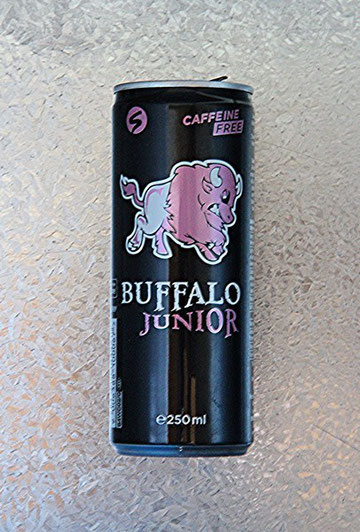 CAFFEINE
FREE
BUFFALO
JUNIOR
℮250ml